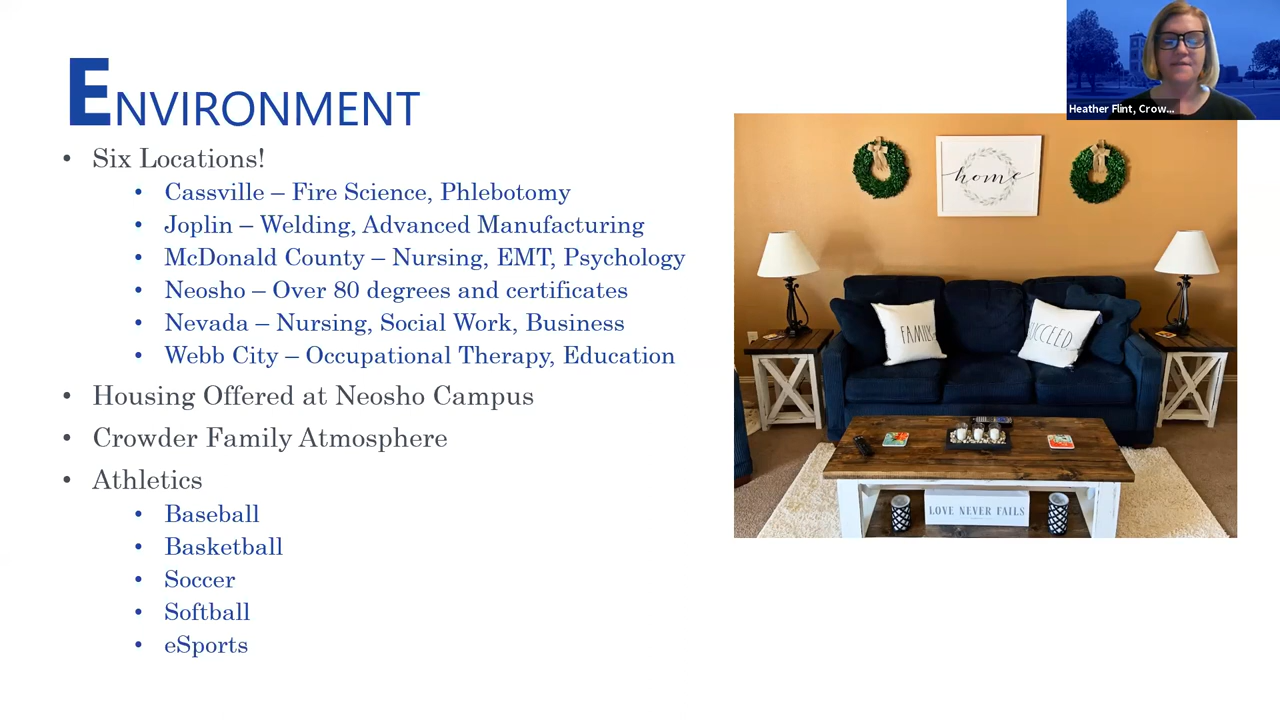 ENVIRONMENT
• Six Locations!
• Cassville – Fire Science, Phlebotomy
• Joplin – Welding, Advanced Manufacturing
• McDonald County – Nursing, EMT, Psychology
• Neosho – Over 80 degrees and certificates
• Nevada – Nursing, Social Work, Business
• Webb City – Occupational Therapy, Education
• Housing Offered at Neosho Campus
• Crowder Family Atmosphere
• Athletics
• Baseball
• Basketball
• Soccer
• Softball
• eSports
Heather Flint, Crow...
home
FAMILY
SUCCEED
LOVE NEVER FAILS